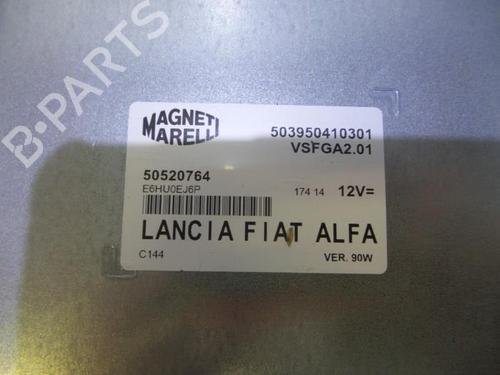 B-PARTS
MAGNETI MARELLI
503950410301
VSFGA2.01
50520764
E6HU0EJ6P
174 14 12V=
LANCIA FIAT ALFA
C144
VER. 90W